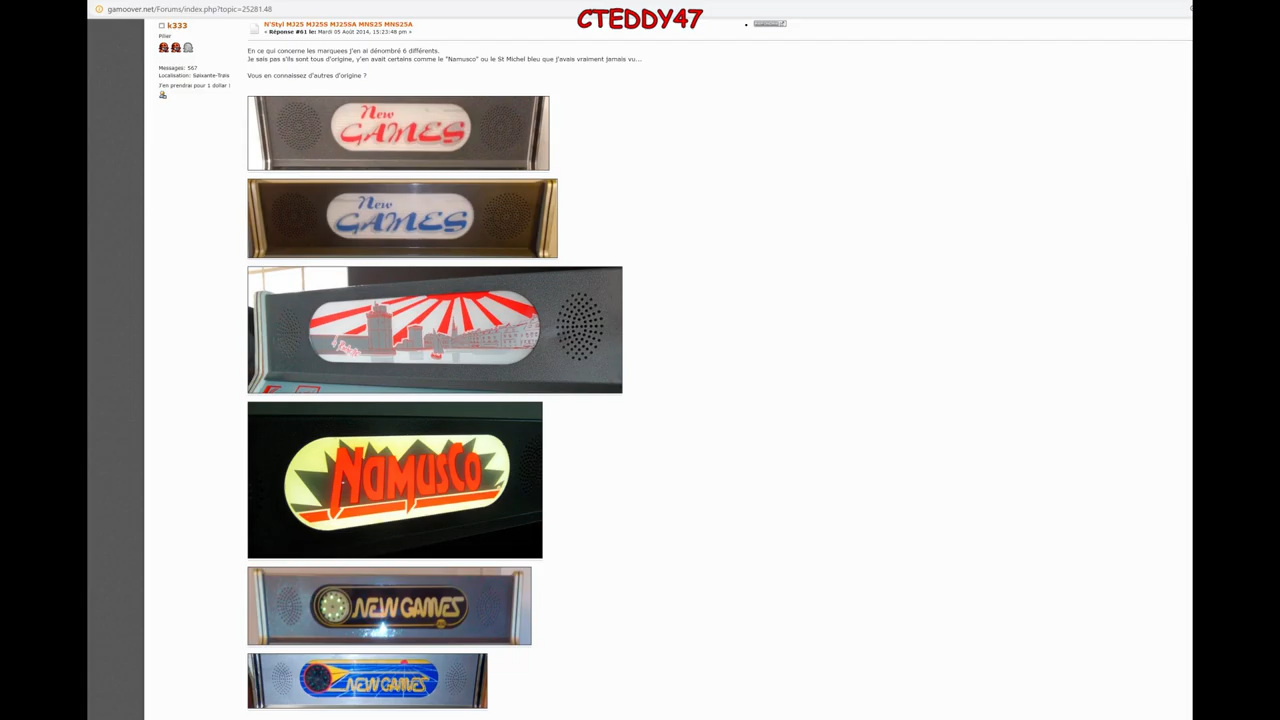 gamoover.net/Forums/index.php?topic=25281.48
CTEDDY47
k333
Pilier
Messages: 567
Localisation: Søixante-Trøis
J'en prendrai pour 1 dollar !
N'Styl MJ25 MJ25S MJ25SA MNS25 MNS25A
« Réponse #61 le: Mardi 05 Août 2014, 15:23:48 pm »
En ce qui concerne les marquees j'en ai dénombré 6 différents.
Je sais pas s'ils sont tous d'origine, y'en avait certains comme le "Namusco" ou le St Michel bleu que j'avais vraiment jamais vu...
Vous en connaissez d'autres d'origine ?
New
GAMES
New
GAMES
NAMUSCO
NEW GAMES
NEW GAMES